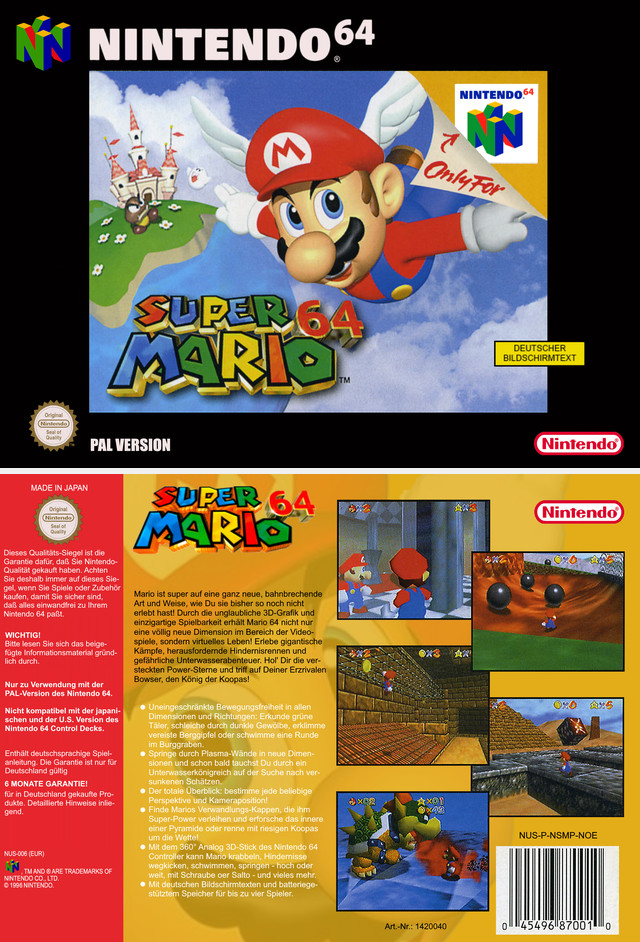 NINTENDO 64
®
NINTENDO 64
Only For
SUPER
MARIO 64
TM
DEUTSCHER
BILDSCHIRMTEXT
Original
Nintendo
Seal of
Quality
PAL VERSION
Nintendo®
MADE IN JAPAN
Original
Nintendo
Seal of
Quality
Dieses Qualitäts-Siegel ist die
Garantie dafür, daß Sie Nintendo-
Qualität gekauft haben. Achten
Sie deshalb immer auf dieses Sie-
gel, wenn Sie Spiele oder Zubehör
kaufen, damit Sie sicher sind,
daß alles einwandfrei zu Ihrem
Nintendo 64 paßt.
WICHTIG!
Bitte lesen Sie sich das beige-
fügte Informationsmaterial gründ-
lich durch.
Nur zu Verwendung mit der
PAL-Version des Nintendo 64.
Nicht kompatibel mit der japani-
schen und der U.S. Version des
Nintendo 64 Control Decks.
Enthält deutschsprachige Spiel-
anleitung. Die Garantie ist nur für
Deutschland gültig
6 MONATE GARANTIE!
für in Deutschland gekaufte Pro-
dukte. Detaillierte Hinweise inlie-
gend.
NUS-006 (EUR)
, TM AND ® ARE TRADEMARKS OF
NINTENDO CO., LTD.
© 1996 NINTENDO.
SUPER
MARIO 64
Mario ist super auf eine ganz neue, bahnbrechende
Art und Weise, wie Du sie bisher so noch nicht
erlebt hast! Durch die unglaubliche 3D-Grafik und
einzigartige Spielbarkeit erhält Mario 64 nicht nur
eine völlig neue Dimension im Bereich der Video-
spiele, sondern virtuelles Leben! Erlebe gigantische
Kämpfe, herausfordernde Hindernisrennen und
gefährliche Unterwasserabenteuer. Hol' Dir die ver-
steckten Power-Sterne und triff auf Deiner Erzrivalen
Bowser, den König der Koopas!
● Uneingeschränkte Bewegungsfreiheit in allen
Dimensionen und Richtungen: Erkunde grüne
Täler, schleiche durch dunkle Gewölbe, erklimme
vereiste Berggipfel oder schwimme eine Runde
im Burggraben.
● Springe durch Plasma-Wände in neue Dimen-
sionen und schon bald tauchst Du durch ein
Unterwasserkönigreich auf der Suche nach ver-
sunkenen Schätzen.
● Der totale Überblick: bestimme jede beliebige
Perspektive und Kameraposition!
● Finde Marios Verwandlungs-Kappen, die ihm
Super-Power verleihen und erforsche das innere
einer Pyramide oder renne mit riesigen Koopas
um die Wette!
● Mit dem 360° Analog 3D-Stick des Nintendo 64
Controller kann Mario krabbeln, Hindernisse
wegkicken, schwimmen, springen - hoch oder
weit, mit Schraube oer Salto - und vieles mehr.
● Mit deutschen Bildschirmtexten und batteriege-
stütztem Speicher für bis zu vier Spieler.
Nintendo®
NUS-P-NSMP-NOE
Art.-Nr.: 1420040
0 45496 87001 0